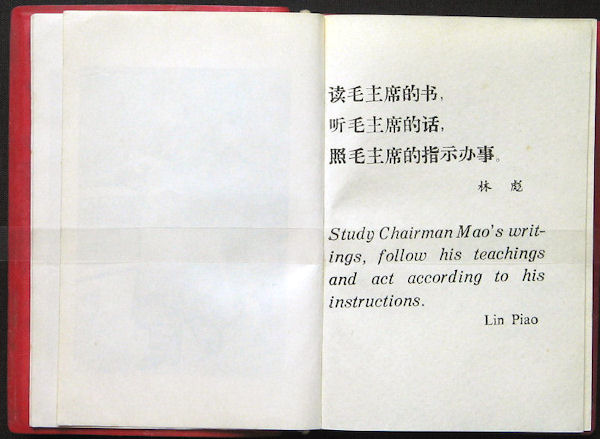 读毛主席的书，
听毛主席的话，
照毛主席的指示办事。
林 彪
Study Chairman Mao's writ-
ings, follow his teachings
and act according to his
instructions.
Lin Piao